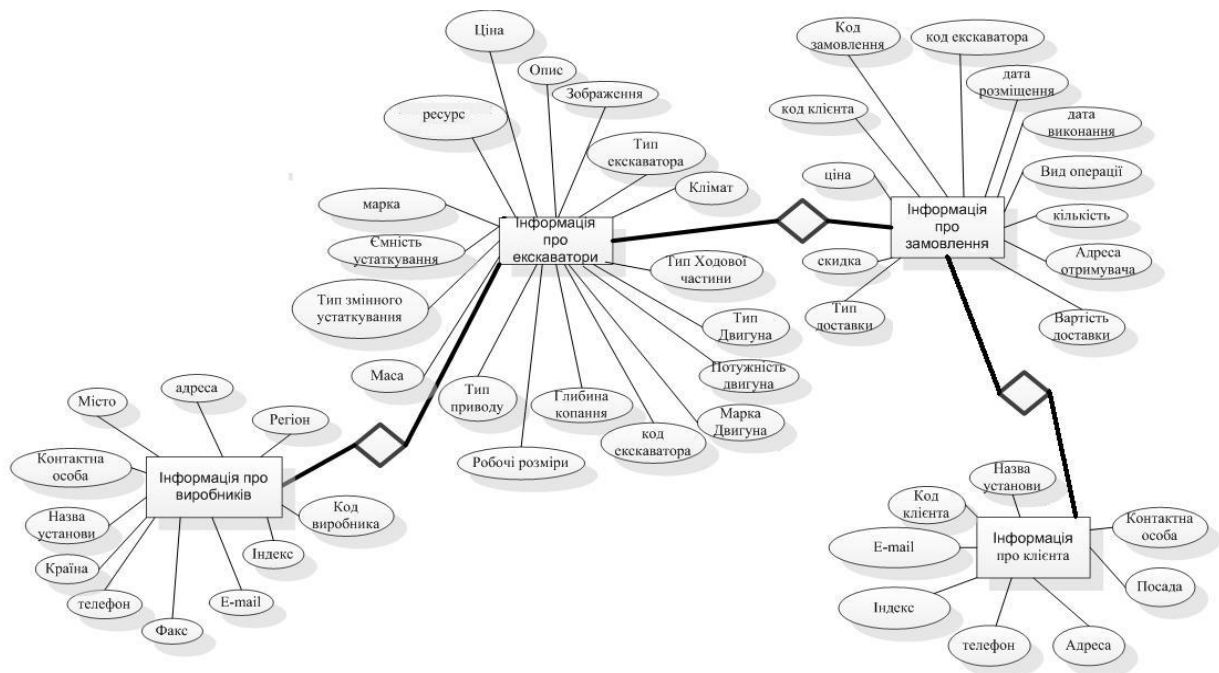 Ціна
Опис
Зображення
ресурс
Тип
екскаватора
Клімат
марка
Ємність
устаткування
Тип змінного
устаткування
Маса
Інформація
про
екскаватори
Тип Ходової
частини
Тип
Двигуна
Потужність
двигуна
Марка
Двигуна
код
екскаватора
Глибина
копання
Тип
приводу
Робочі розміри
Код
замовлення
код екскаватора
дата
розміщення
код клієнта
дата
виконання
ціна
Вид операції
Інформація
про
замовлення
кількість
скидка
Адреса
отримувача
Тип
доставки
Вартість
доставки
Місто
адреса
Регіон
Контактна
особа
Інформація про
виробників
Код
виробника
Назва
установи
Індекс
Країна
телефон
Факс
E-mail
Назва
установи
Код
клієнта
Контактна
особа
E-mail
Інформація
про клієнта
Посада
Індекс
телефон
Адреса